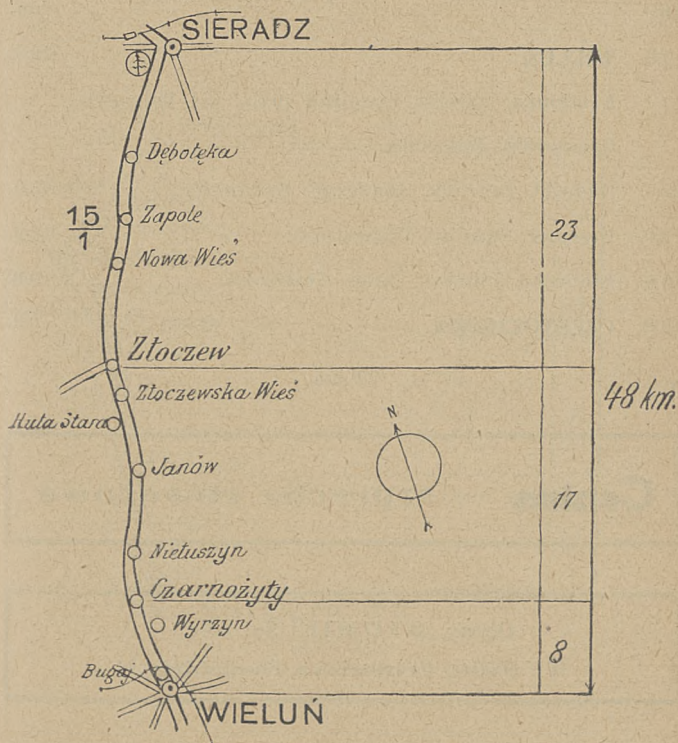 SIERADZ
Dębołęka
Zapole
15
1
23
Nowa Wieś
Złoczew
Złoczewska Wieś
48 km.
Huta Stara
N
Janów
17
Nietuszyn
Czarnożyty
Wyrzyn
8
Bugaj
WIELUŃ